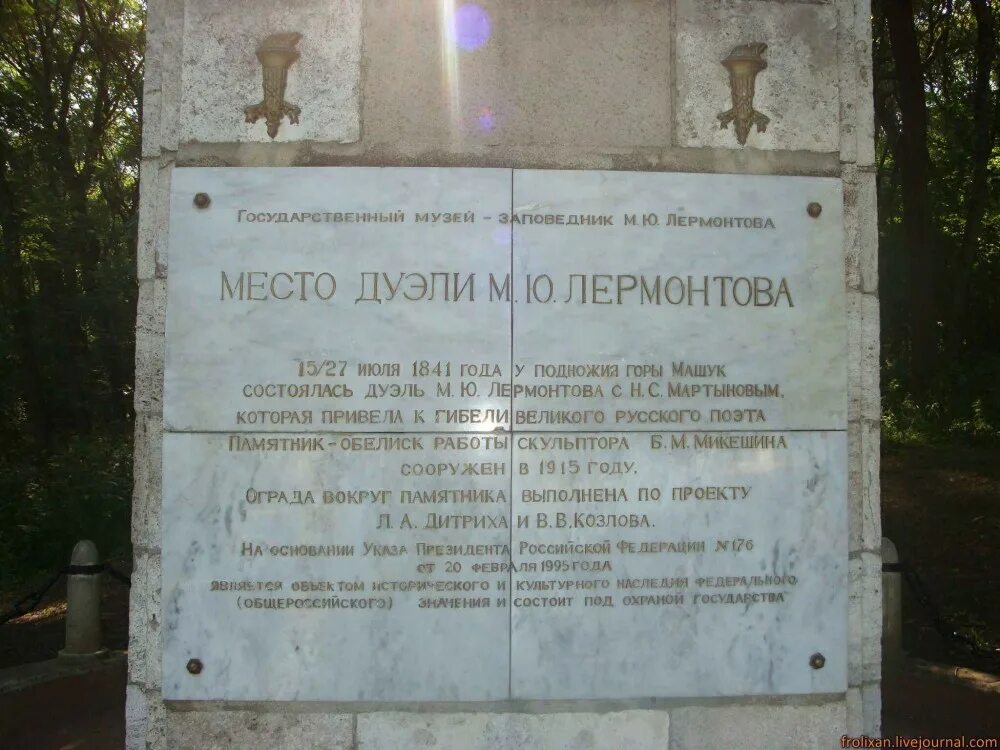 Государственный музей - заповедник М.Ю. Лермонтова
Место дуэли М.Ю. Лермонтова
15/27 июля 1841 года у подножия горы Машук
состоялась дуэль М.Ю. Лермонтова с Н.С. Мартыновым,
которая привела к гибели великого русского поэта
Памятник-обелиск работы скульптора Б.М. Микешина
сооружен в 1915 году.
Ограда вокруг памятника выполнена по проекту
Л.А. Дитриха и В.В. Козлова.
На основании Указа Президента Российской Федерации №176
от 20 февраля 1995 года
является объектом исторического и культурного наследия федерального
(общероссийского) значения и состоит под охраной государства
frolixan.livejournal.com